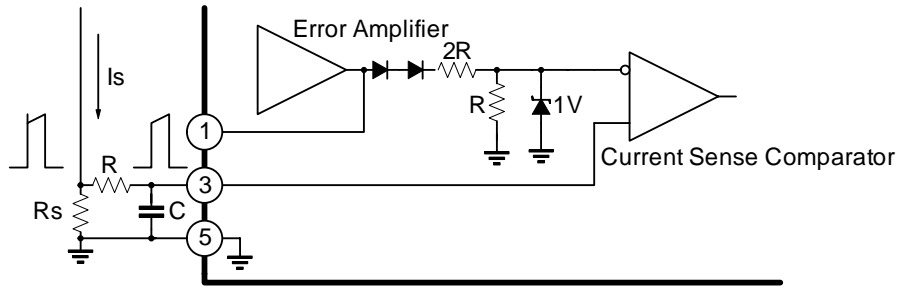 Error Amplifier
2R
Is
R
1V
1
Current Sense Comparator
R
3
Rs
C
5